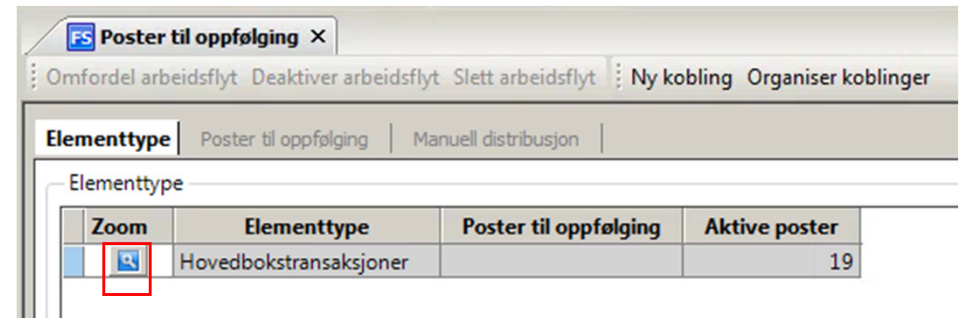 FS Poster til oppfølging ×
Omfordel arbeidsflyt Deaktiver arbeidsflyt Slett arbeidsflyt Ny kobling Organiser koblinger
Elementtype Poster til oppfølging Manuell distribusjon
Elementtype
Zoom Elementtype Poster til oppfølging Aktive poster
Hovedbokstransaksjoner 19